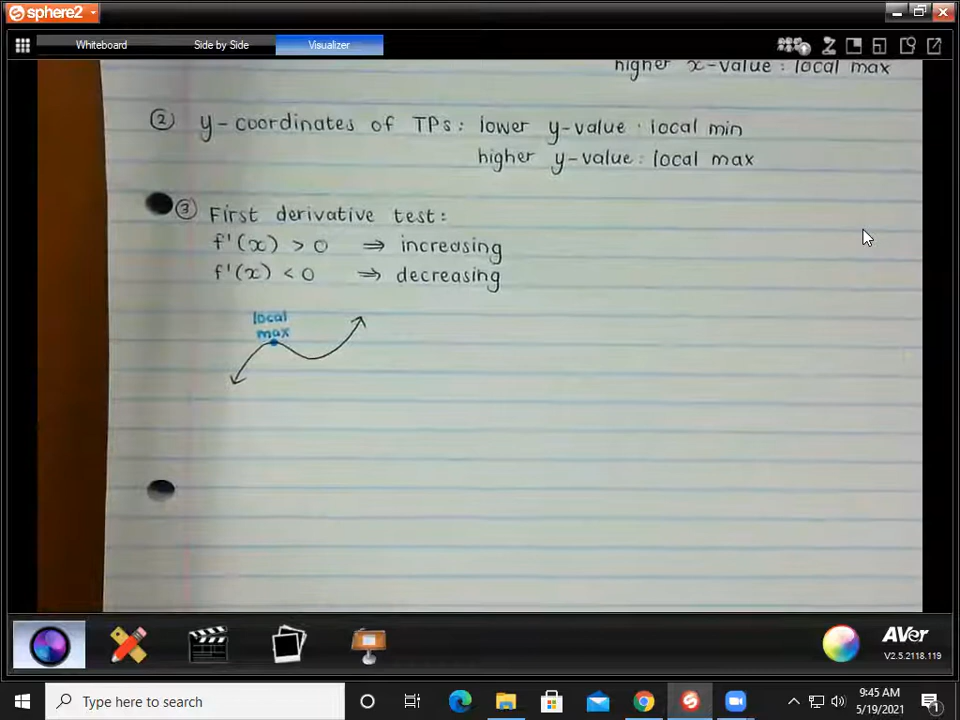 sphere2
Whiteboard
Side by Side
Visualizer
higher x-value : local max
② y-coordinates of TPs: lower y-value : local min
higher y-value : local max
③ First derivative test:
f'(x) > 0 ⇒ increasing
f'(x) < 0 ⇒ decreasing
local
max
AVer
V2.5.2118.119
Type here to search
9:45 AM
5/19/2021
1